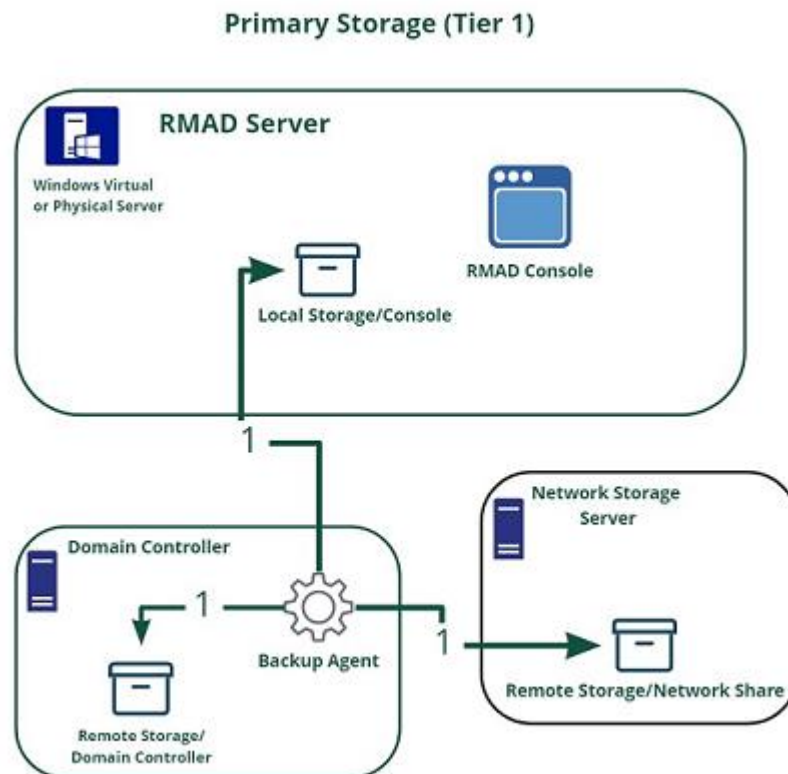 Primary Storage (Tier 1)
RMAD Server
Windows Virtual
or Physical Server
RMAD Console
Local Storage/Console
1
Network Storage
Server
Domain Controller
1
1
Backup Agent
Remote Storage/Network Share
Remote Storage/
Domain Controller